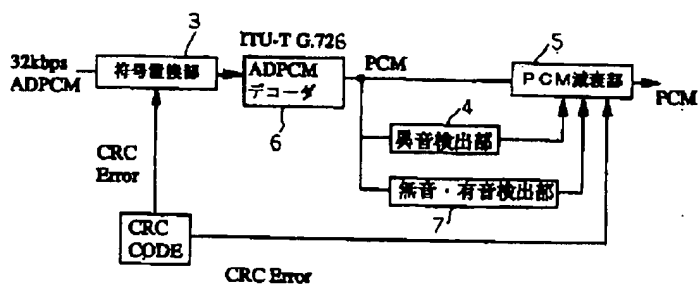 3
ITU-T G.726
5
32kbps
ADPCM
符号置換部
ADPCM
デコーダ
6
PCM
PCM減衰部
PCM
4
異音検出部
CRC
Error
無音・有音検出部
7
CRC
CODE
CRC Error